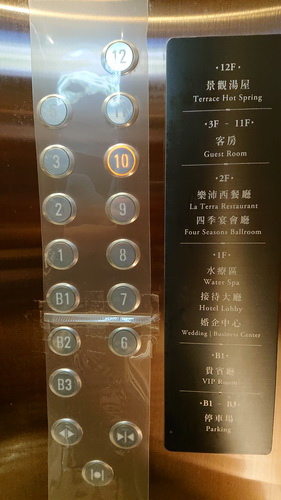 12
11
5
3
10
2
9
1
8
B1
7
B2
6
B3
·12F·
景觀湯屋
Terrace Hot Spring
·3F - 11F·
客房
Guest Room
·2F·
樂沛西餐廳
La Terra Restaurant
四季宴會廳
Four Seasons Ballroom
·1F·
水療區
Water Spa
接待大廳
Hotel Lobby
婚企中心
Wedding | Business Center
·B1·
貴賓廳
VIP Room
·B1 - B3·
停車場
Parking